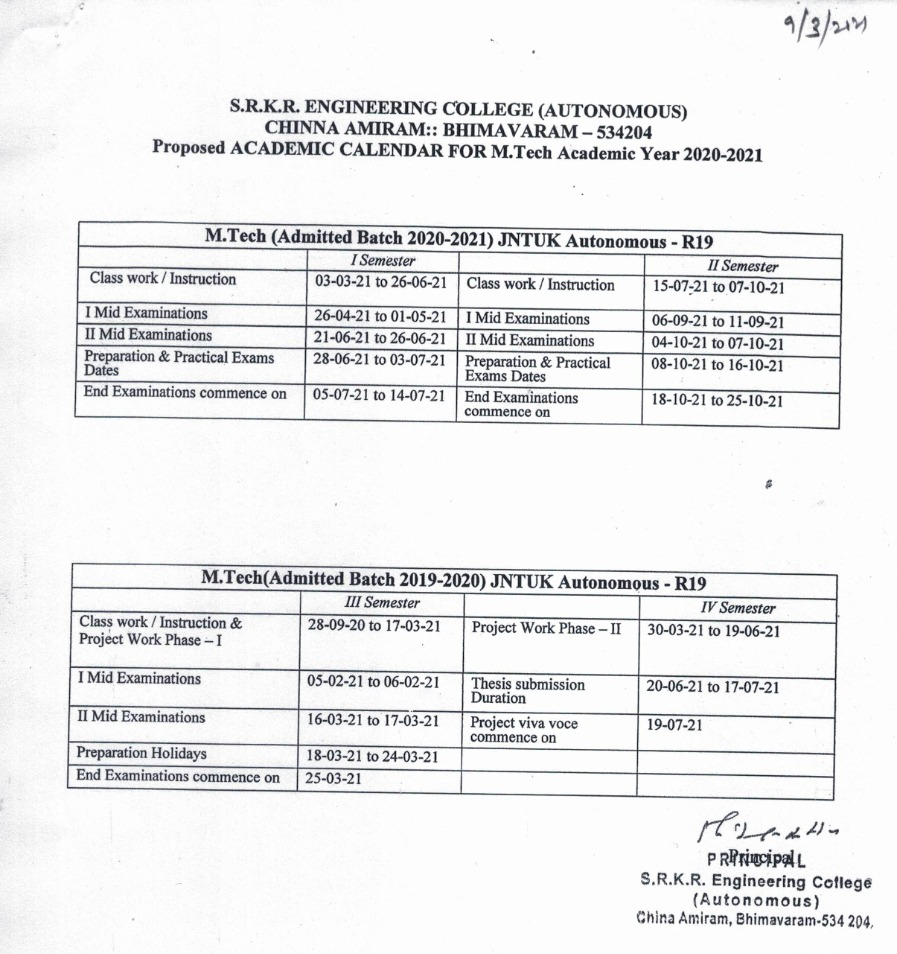 9/3/2021
S.R.K.R. ENGINEERING COLLEGE (AUTONOMOUS)
CHINNA AMIRAM:: BHIMAVARAM – 534204
Proposed ACADEMIC CALENDAR FOR M.Tech Academic Year 2020-2021
M.Tech (Admitted Batch 2020-2021) JNTUK Autonomous - R19
I Semester II Semester
Class work / Instruction 03-03-21 to 26-06-21 Class work / Instruction 15-07-21 to 07-10-21
I Mid Examinations 26-04-21 to 01-05-21 I Mid Examinations 06-09-21 to 11-09-21
II Mid Examinations 21-06-21 to 26-06-21 II Mid Examinations 04-10-21 to 07-10-21
Preparation & Practical Exams 28-06-21 to 03-07-21 Preparation & Practical 08-10-21 to 16-10-21
Dates Exams Dates
End Examinations commence on 05-07-21 to 14-07-21 End Examinations 18-10-21 to 25-10-21
commence on
M.Tech(Admitted Batch 2019-2020) JNTUK Autonomous - R19
III Semester IV Semester
Class work / Instruction & 28-09-20 to 17-03-21 Project Work Phase – II 30-03-21 to 19-06-21
Project Work Phase – I
I Mid Examinations 05-02-21 to 06-02-21 Thesis submission 20-06-21 to 17-07-21
Duration
II Mid Examinations 16-03-21 to 17-03-21 Project viva voce 19-07-21
commence on
Preparation Holidays 18-03-21 to 24-03-21
End Examinations commence on 25-03-21
PRINCIPAL
Principal
S.R.K.R. Engineering College
(Autonomous)
China Amiram, Bhimavaram-534 204.